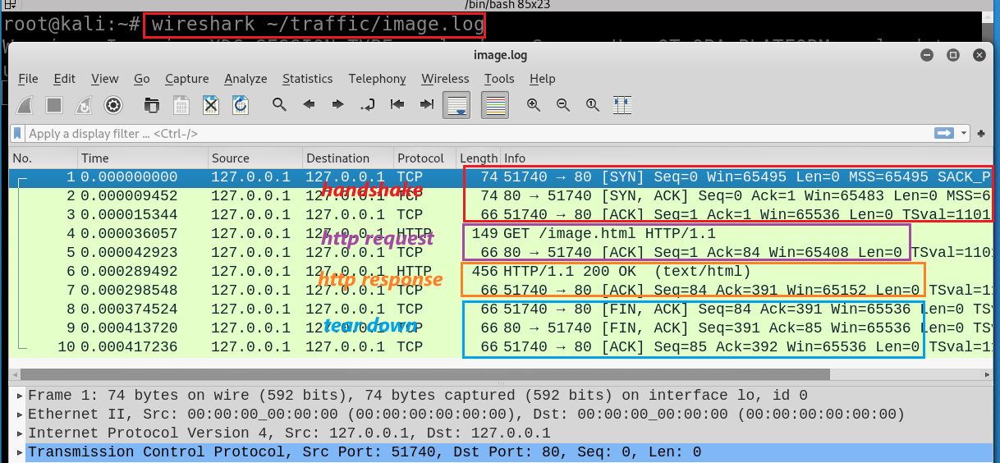 /bin/bash 85x23
root@kali:~# wireshark ~/traffic/image.log
image.log
File Edit View Go Capture Analyze Statistics Telephony Wireless Tools Help
Apply a display filter ... <Ctrl-/>
No. Time Source Destination Protocol Length Info
1 0.000000000 127.0.0.1 127.0.0.1 TCP 74 51740 → 80 [SYN] Seq=0 Win=65495 Len=0 MSS=65495 SACK_P
handshake
2 0.000009452 127.0.0.1 127.0.0.1 TCP 74 80 → 51740 [SYN, ACK] Seq=0 Ack=1 Win=65483 Len=0 MSS=6
3 0.000015344 127.0.0.1 127.0.0.1 TCP 66 51740 → 80 [ACK] Seq=1 Ack=1 Win=65536 Len=0 TSval=1101
4 0.000036057 127.0.0.1 127.0.0.1 HTTP 149 GET /image.html HTTP/1.1
http request
5 0.000042923 127.0.0.1 127.0.0.1 TCP 66 80 → 51740 [ACK] Seq=1 Ack=84 Win=65408 Len=0 TSval=1101
6 0.000289492 127.0.0.1 127.0.0.1 HTTP 456 HTTP/1.1 200 OK (text/html)
http response
7 0.000298548 127.0.0.1 127.0.0.1 TCP 66 51740 → 80 [ACK] Seq=84 Ack=391 Win=65152 Len=0 TSval=11
8 0.000374524 127.0.0.1 127.0.0.1 TCP 66 51740 → 80 [FIN, ACK] Seq=84 Ack=391 Win=65536 Len=0 TS
tear down
9 0.000413720 127.0.0.1 127.0.0.1 TCP 66 80 → 51740 [FIN, ACK] Seq=391 Ack=85 Win=65536 Len=0 TS
10 0.000417236 127.0.0.1 127.0.0.1 TCP 66 51740 → 80 [ACK] Seq=85 Ack=392 Win=65536 Len=0 TSval=11
Frame 1: 74 bytes on wire (592 bits), 74 bytes captured (592 bits) on interface lo, id 0
Ethernet II, Src: 00:00:00_00:00:00 (00:00:00:00:00:00), Dst: 00:00:00_00:00:00 (00:00:00:00:00:00)
Internet Protocol Version 4, Src: 127.0.0.1, Dst: 127.0.0.1
Transmission Control Protocol, Src Port: 51740, Dst Port: 80, Seq: 0, Len: 0